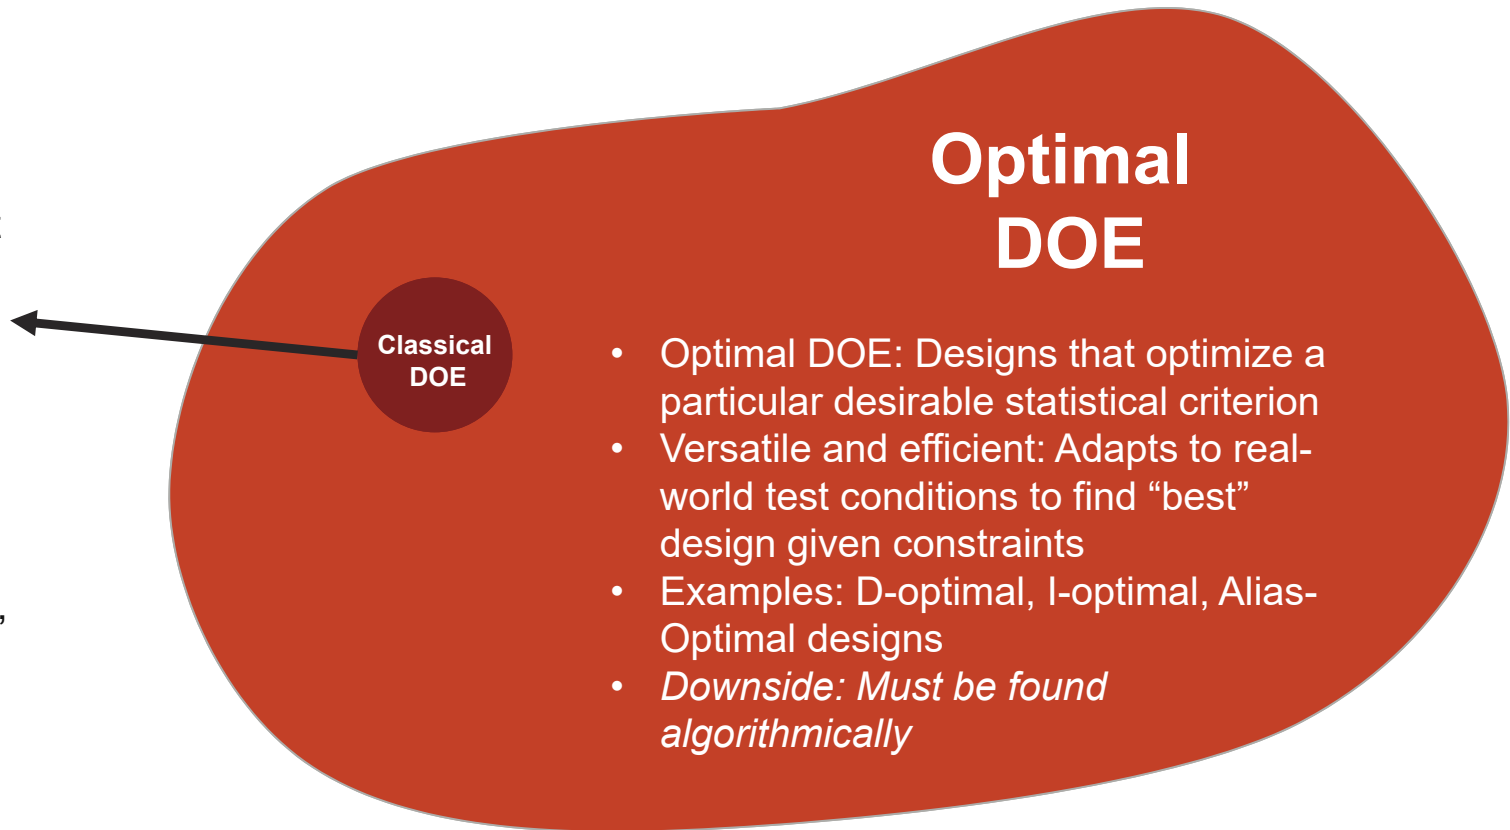 Optimal
DOE
Classical
DOE
• Optimal DOE: Designs that optimize a
particular desirable statistical criterion
• Versatile and efficient: Adapts to real-
world test conditions to find “best”
design given constraints
• Examples: D-optimal, I-optimal, Alias-
Optimal designs
• Downside: Must be found
algorithmically